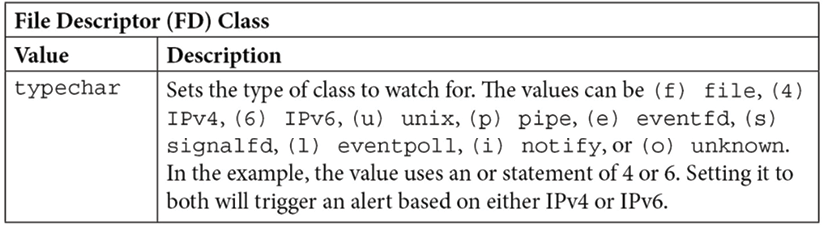 File Descriptor (FD) Class
Value Description
typechar Sets the type of class to watch for. The values can be (f) file, (4)
IPv4, (6) IPv6, (u) unix, (p) pipe, (e) eventfd, (s)
signalfd, (l) eventpoll, (i) notify, or (o) unknown.
In the example, the value uses an or statement of 4 or 6. Setting it to
both will trigger an alert based on either IPv4 or IPv6.